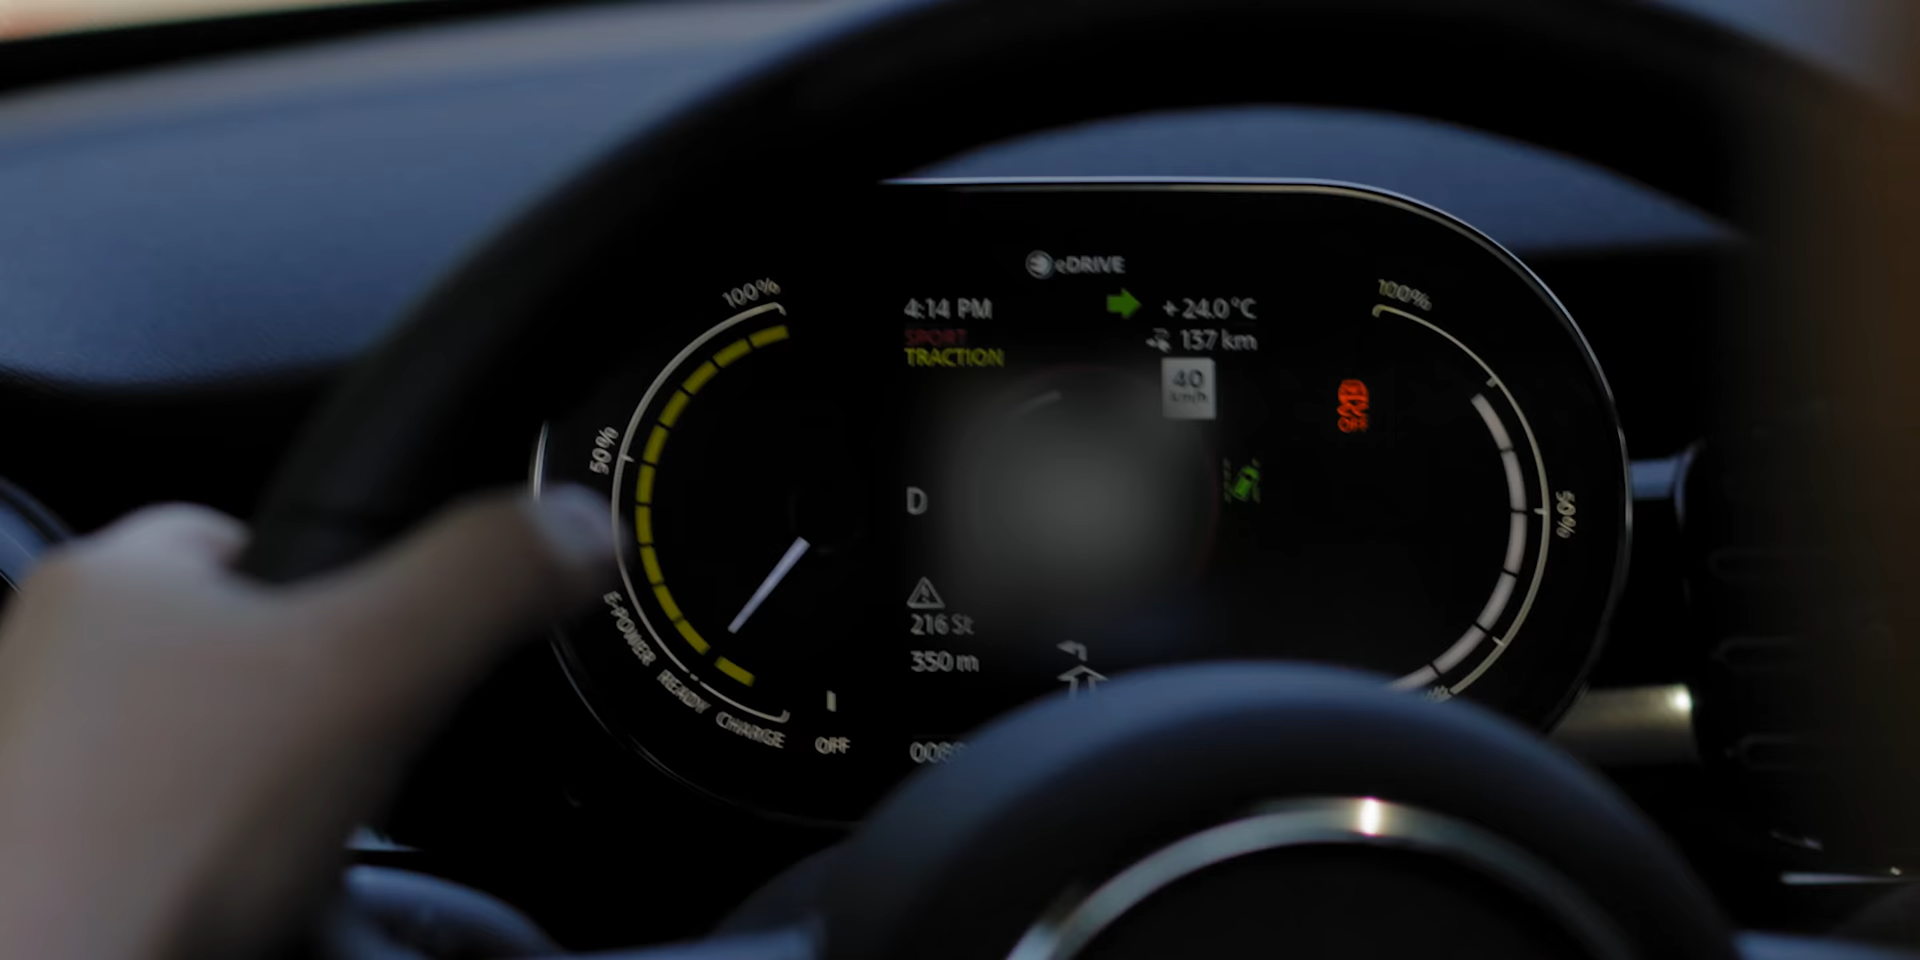 eDRIVE
100%
4:14 PM
+ 24.0 °C
100%
SPORT
137 km
TRACTION
40
km/h
OFF
50%
D
50%
E-POWER
216 St
350 m
READY
CHARGE
OFF